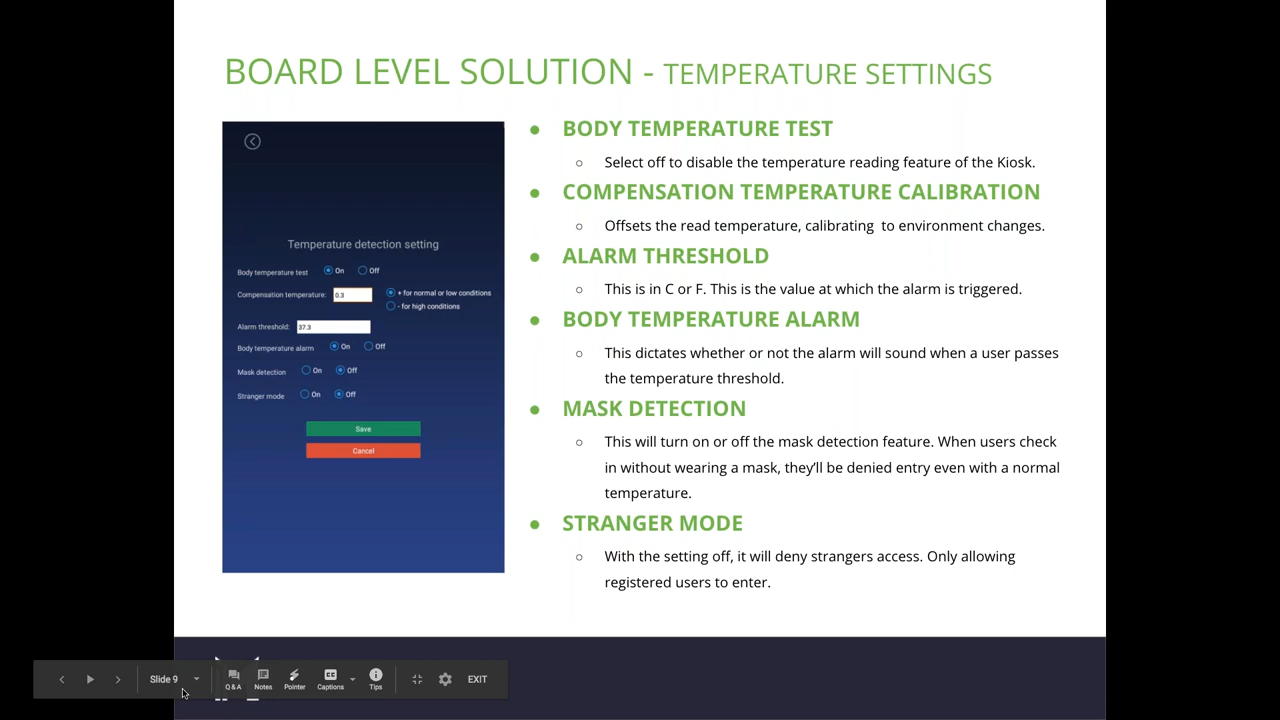 BOARD LEVEL SOLUTION - TEMPERATURE SETTINGS
Temperature detection setting
Body temperature test On Off
Compensation temperature: 0.3 + for normal or low conditions
- for high conditions
Alarm threshold: 37.3
Body temperature alarm On Off
Mask detection On Off
Stranger mode On Off
Save
Cancel
● BODY TEMPERATURE TEST
○ Select off to disable the temperature reading feature of the Kiosk.
● COMPENSATION TEMPERATURE CALIBRATION
○ Offsets the read temperature, calibrating to environment changes.
● ALARM THRESHOLD
○ This is in C or F. This is the value at which the alarm is triggered.
● BODY TEMPERATURE ALARM
○ This dictates whether or not the alarm will sound when a user passes
the temperature threshold.
● MASK DETECTION
○ This will turn on or off the mask detection feature. When users check
in without wearing a mask, they'll be denied entry even with a normal
temperature.
● STRANGER MODE
○ With the setting off, it will deny strangers access. Only allowing
registered users to enter.
Slide 9 Q & A Notes Pointer Captions Tips EXIT